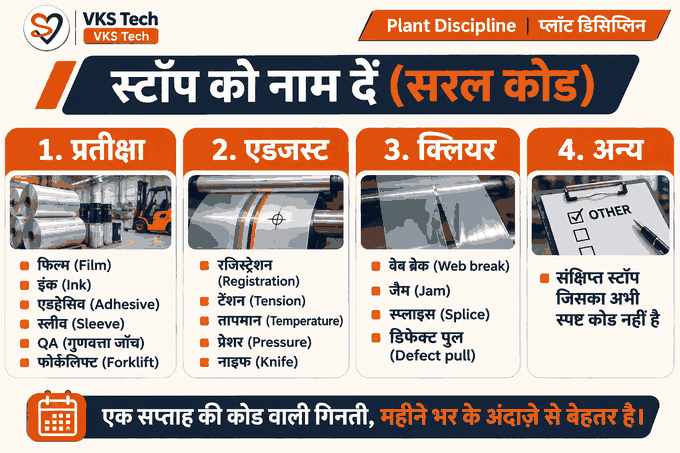 VKS Tech
VKS Tech
Plant Discipline | प्लॉट डिसिप्लिन
स्टॉप को नाम दें (सरल कोड)
1. प्रतीक्षा
फिल्म (Film)
इंक (Ink)
एडहेसिव (Adhesive)
स्लीव (Sleeve)
QA (गुणवत्ता जाँच)
फोर्कलिफ्ट (Forklift)
2. एडजस्ट
रजिस्ट्रेशन
(Registration)
टेंशन (Tension)
तापमान (Temperature)
प्रेशर (Pressure)
नाइफ (Knife)
3. क्लियर
वेब ब्रेक (Web break)
जैम (Jam)
स्प्लाइस (Splice)
डिफेक्ट पुल
(Defect pull)
4. अन्य
OTHER
संक्षिप्त स्टॉप
जिसका अभी
स्पष्ट कोड नहीं है
एक सप्ताह की कोड वाली गिनती, महीने भर के अंदाज़े से बेहतर है।